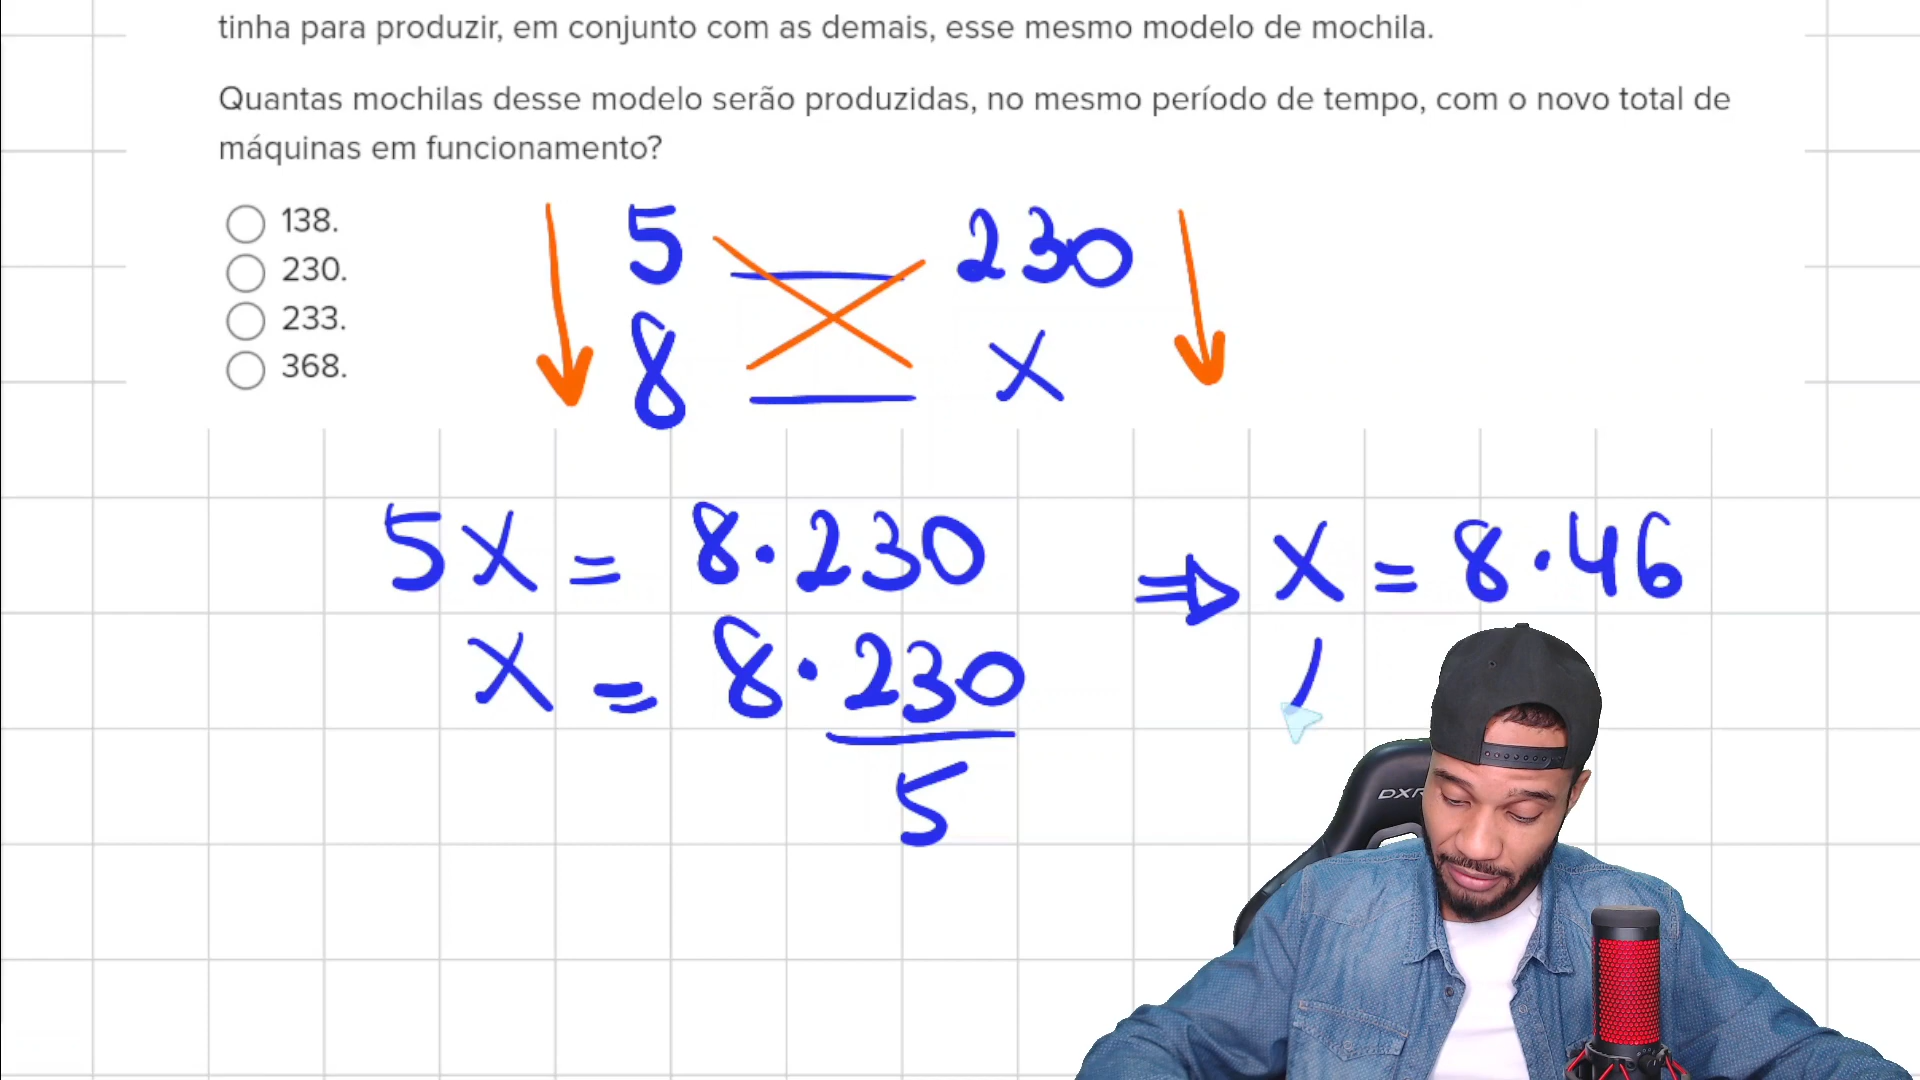 tinha para produzir, em conjunto com as demais, esse mesmo modelo de mochila.
Quantas mochilas desse modelo serão produzidas, no mesmo período de tempo, com o novo total de
máquinas em funcionamento?
138.
230.
233.
368.
5 230
8 x
5x = 8·230 ⇒ x = 8·46
x = 8·230
5